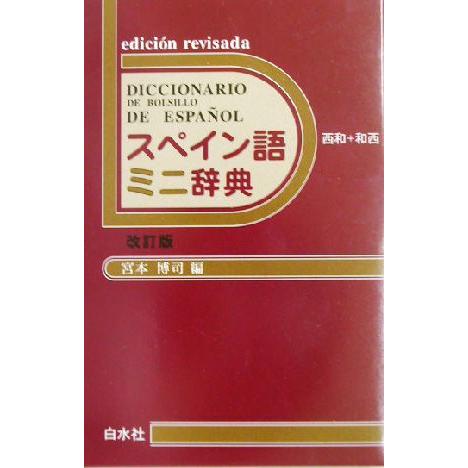 edición revisada
DICCIONARIO
DE BOLSILLO
DE ESPAÑOL
スペイン語
ミニ辞典
西和+和西
改訂版
宮本 博司 編
白水社